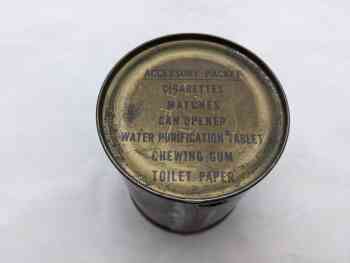 ACCESSORY PACKET
CIGARETTES
MATCHES
CAN OPENER
WATER PURIFICATION TABLET
CHEWING GUM
TOILET PAPER